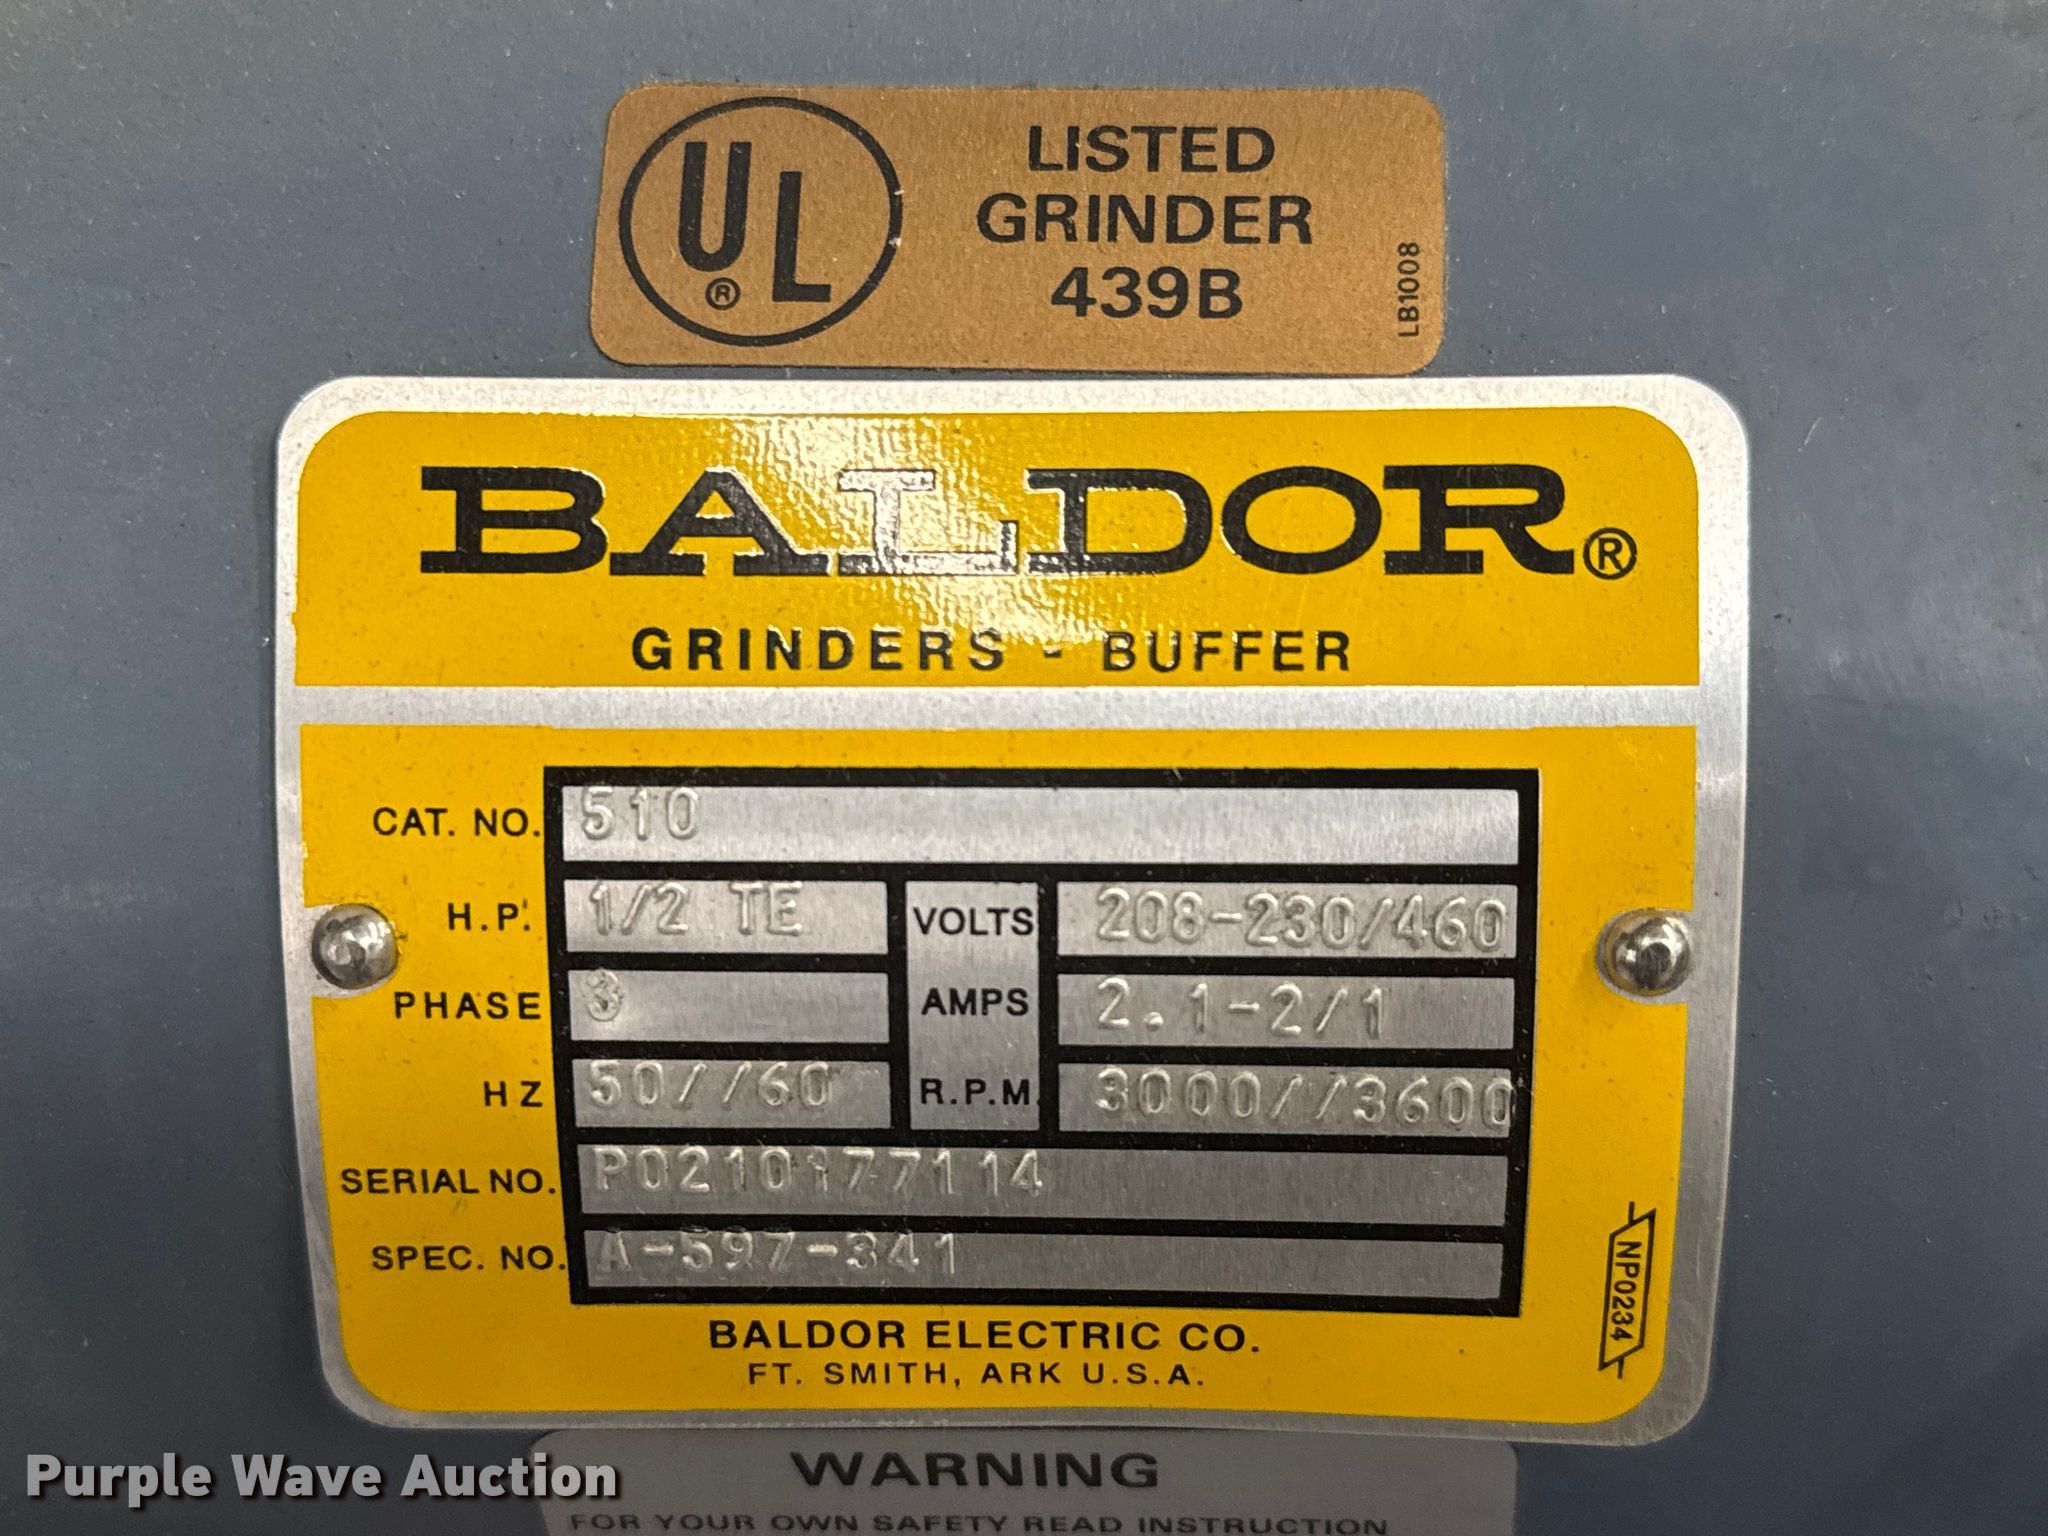 UL ®
LISTED
GRINDER
439B
LB1008
BALDOR®
GRINDERS - BUFFER
CAT. NO. 510
H.P. 1/2 TE VOLTS 208-230/460
PHASE 3 AMPS 2.1-2/1
HZ 50//60 R.P.M. 3000//3600
SERIAL NO. P0210177114
SPEC. NO. A-597-341
NP0234
BALDOR ELECTRIC CO.
FT. SMITH, ARK U.S.A.
WARNING
FOR YOUR OWN SAFETY READ INSTRUCTION
Purple Wave Auction